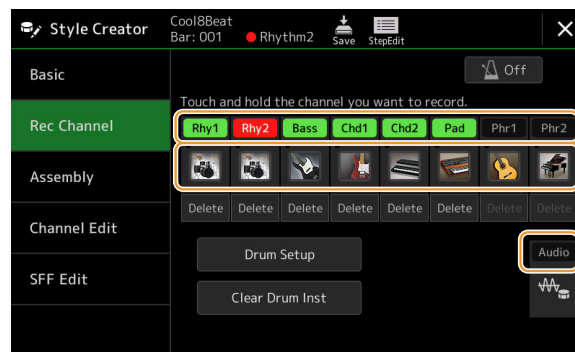 Style Creator
Cool8Beat
Bar: 001 Rhythm2 Save StepEdit
Basic
Off
Touch and hold the channel you want to record.
Rec Channel
Rhy1 Rhy2 Bass Chd1 Chd2 Pad Phr1 Phr2
Assembly
Delete Delete Delete Delete Delete Delete Delete Delete
Channel Edit
Drum Setup
Audio
SFF Edit
Clear Drum Inst